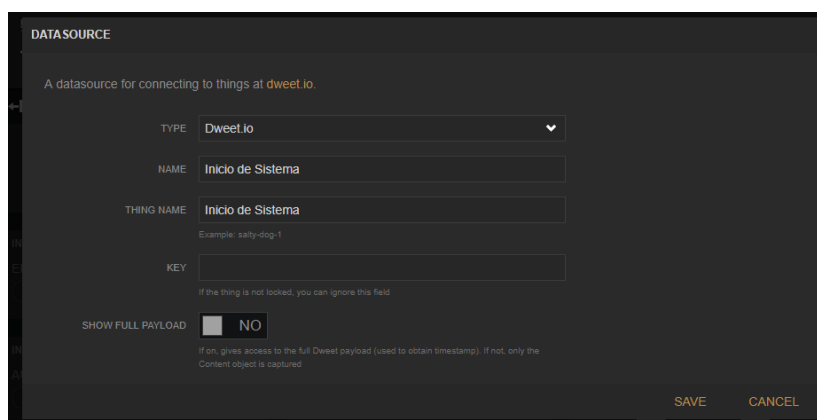 DATASOURCE
A datasource for connecting to things at dweet.io.
TYPE
Dweet.io
NAME
Inicio de Sistema
THING NAME
Inicio de Sistema
Example: salty-dog-1
KEY
If the thing is not locked, you can ignore this field
SHOW FULL PAYLOAD
NO
If on, gives access to the full Dweet payload (used to obtain timestamp). If not, only the
Content object is captured
SAVE
CANCEL